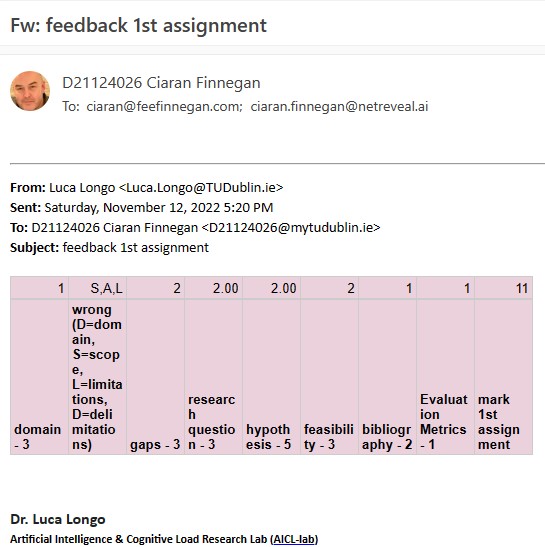 Fw: feedback 1st assignment
D21124026 Ciaran Finnegan
To: ciaran@feefinnegan.com; ciaran.finnegan@netreveal.ai
From: Luca Longo <Luca.Longo@TUDublin.ie>
Sent: Saturday, November 12, 2022 5:20 PM
To: D21124026 Ciaran Finnegan <D21124026@mytudublin.ie>
Subject: feedback 1st assignment
1 S,A,L 2 2.00 2.00 2 1 1 11
domain - 3
wrong (D=domain, S=scope, L=limitations, D=delimitations)
gaps - 3
research question - 3
hypothesis - 5
feasibility - 3
bibliography - 2
Evaluation Metrics - 1
mark 1st assignment
Dr. Luca Longo
Artificial Intelligence & Cognitive Load Research Lab (AICL-lab)